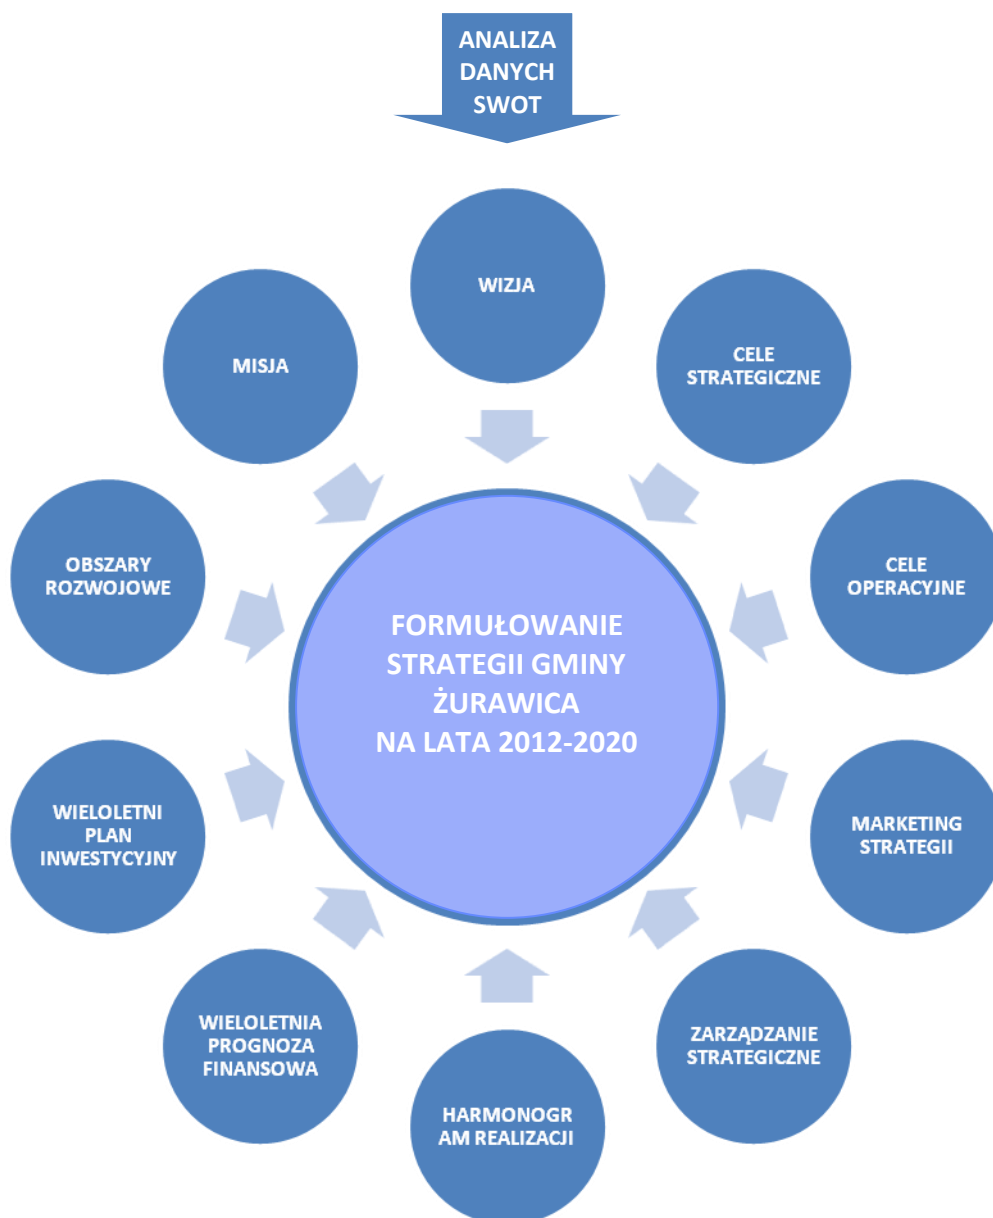 ANALIZA
DANYCH
SWOT
WIZJA
MISJA
CELE
STRATEGICZNE
OBSZARY
ROZWOJOWE
CELE
OPERACYJNE
FORMUŁOWANIE
STRATEGII GMINY
ŻURAWICA
NA LATA 2012-2020
WIELOLETNI
PLAN
INWESTYCYJNY
MARKETING
STRATEGII
WIELOLETNIA
PROGNOZA
FINANSOWA
ZARZĄDZANIE
STRATEGICZNE
HARMONOGR
AM REALIZACJI